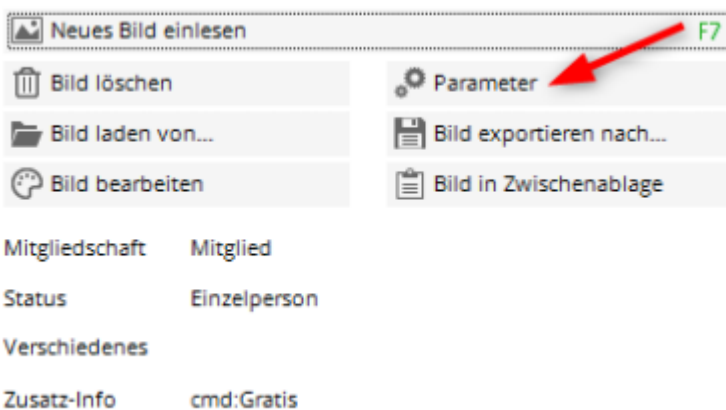 Neues Bild einlesen F7
Bild löschen Parameter
Bild laden von... Bild exportieren nach...
Bild bearbeiten Bild in Zwischenablage
Mitgliedschaft Mitglied
Status Einzelperson
Verschiedenes
Zusatz-Info cmd:Gratis